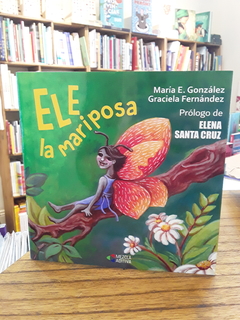 María E. González
Graciela Fernández
ELE
la mariposa
Prólogo de
ELENA
SANTA CRUZ